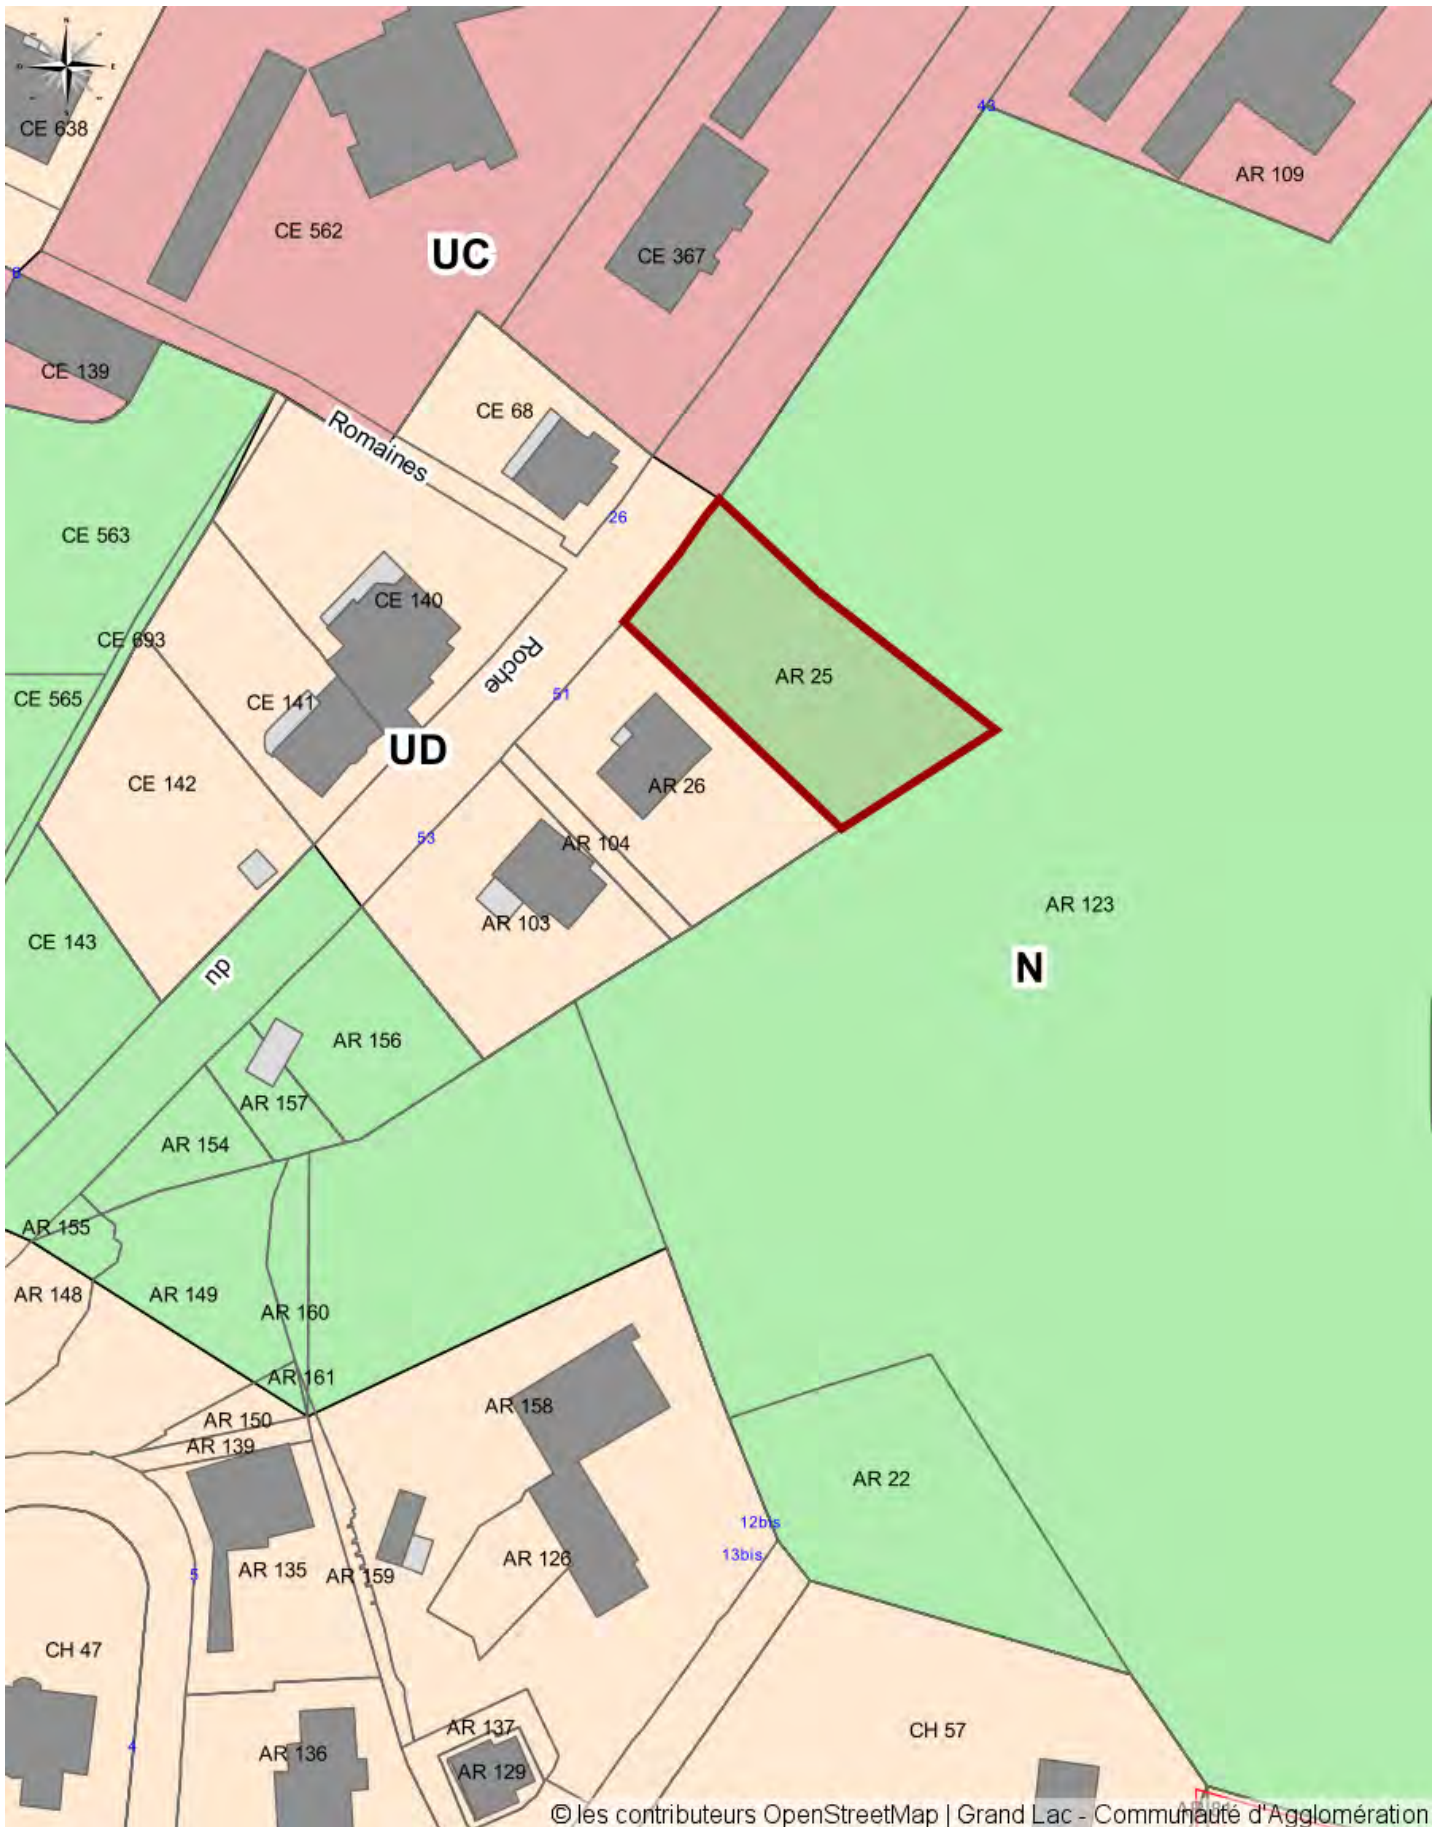 N
E
S
O
CE 638
43
AR 109
CE 562
UC
CE 367
8
CE 139
CE 68
Romaines
26
CE 563
CE 140
CE 693
Roche
AR 25
CE 565
CE 141
51
UD
CE 142
AR 26
53
AR 104
AR 123
AR 103
CE 143
N
du
AR 156
AR 157
AR 154
AR 155
AR 148
AR 149
AR 160
AR 161
AR 158
AR 150
AR 139
AR 22
12bis
13bis
AR 126
5
AR 135
AR 159
CH 47
AR 137
CH 57
4
AR 136
AR 129
© les contributeurs OpenStreetMap | Grand Lac - Communauté d'Agglomération